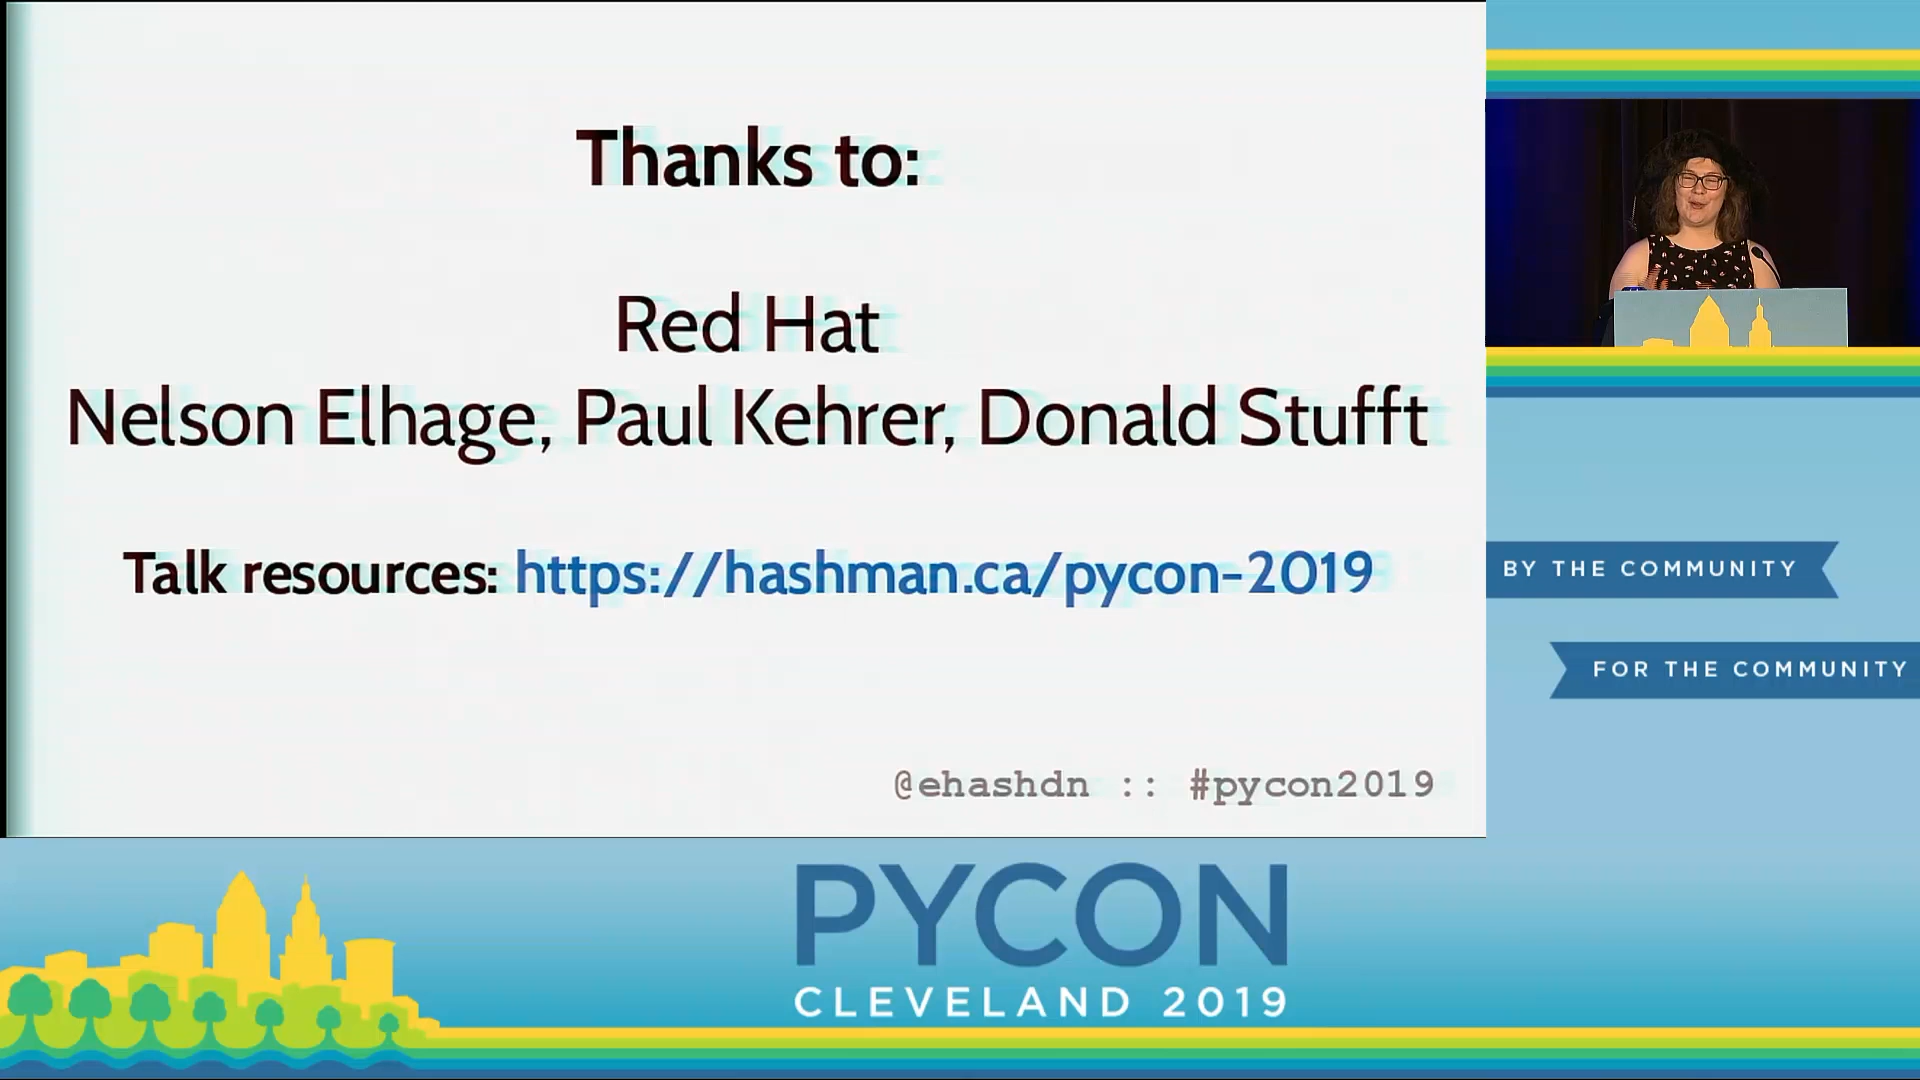 Thanks to:
Red Hat
Nelson Elhage, Paul Kehrer, Donald Stufft
Talk resources: https://hashman.ca/pycon-2019
@ehashdn :: #pycon2019
BY THE COMMUNITY
FOR THE COMMUNITY
PYCON
CLEVELAND 2019